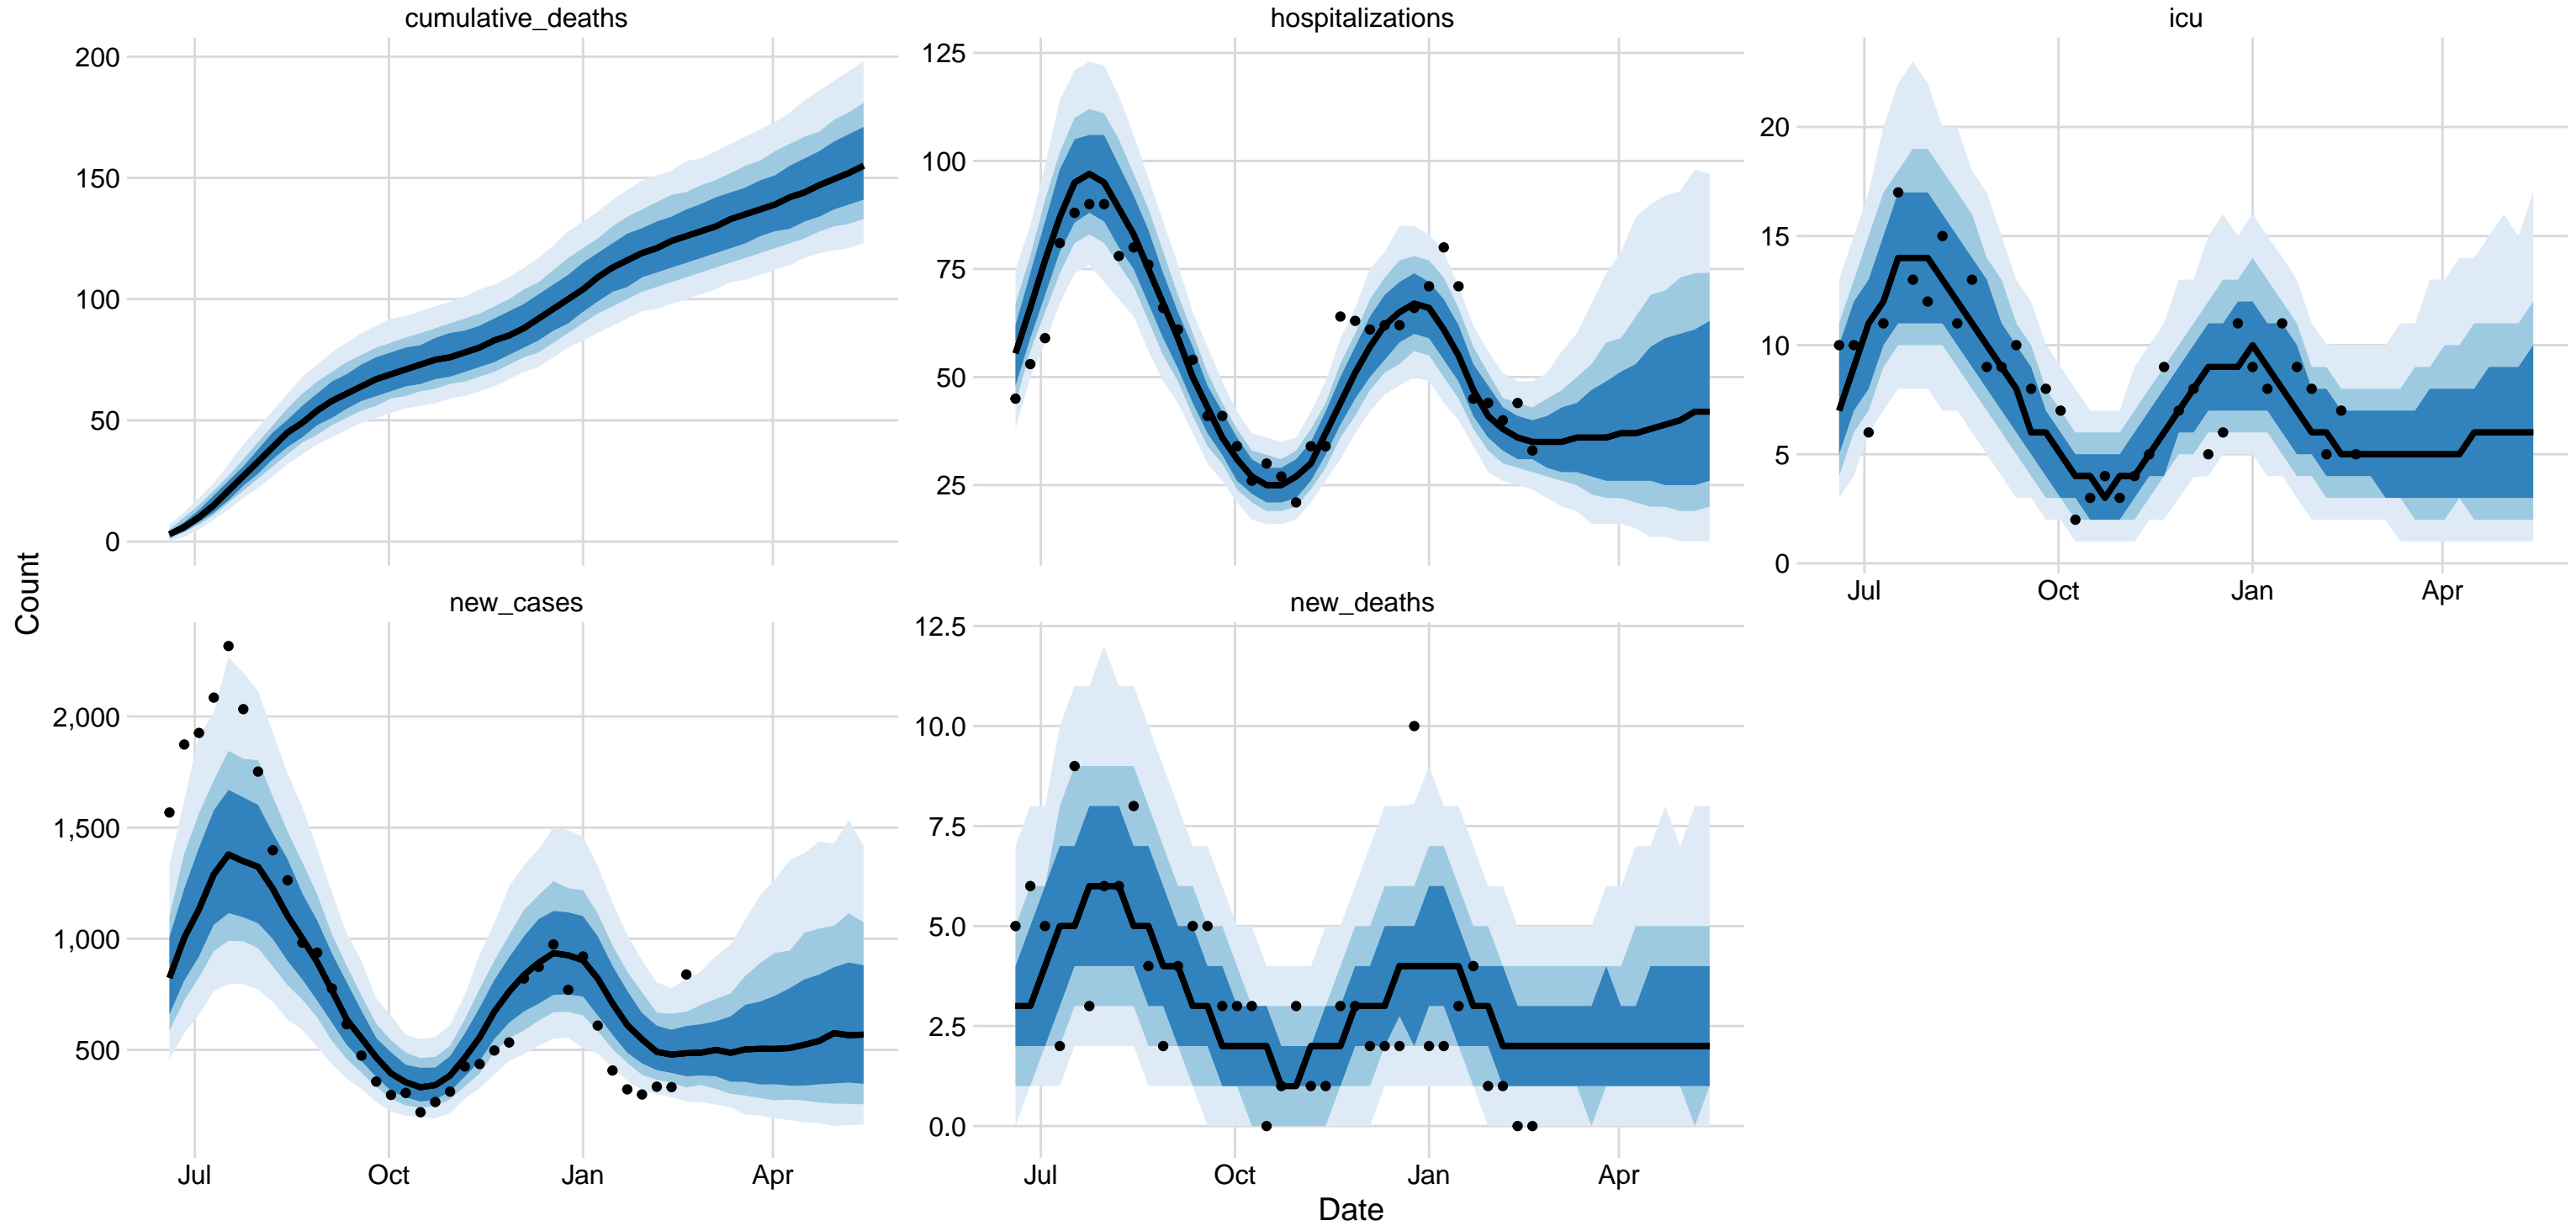 cumulative_deaths
hospitalizations
icu
200
150
100
50
0
125
100
75
50
25
20
15
10
5
0
Jul Oct Jan Apr
Count
new_cases
new_deaths
2,000
1,500
1,000
500
12.5
10.0
7.5
5.0
2.5
0.0
Jul Oct Jan Apr
Jul Oct Jan Apr
Date